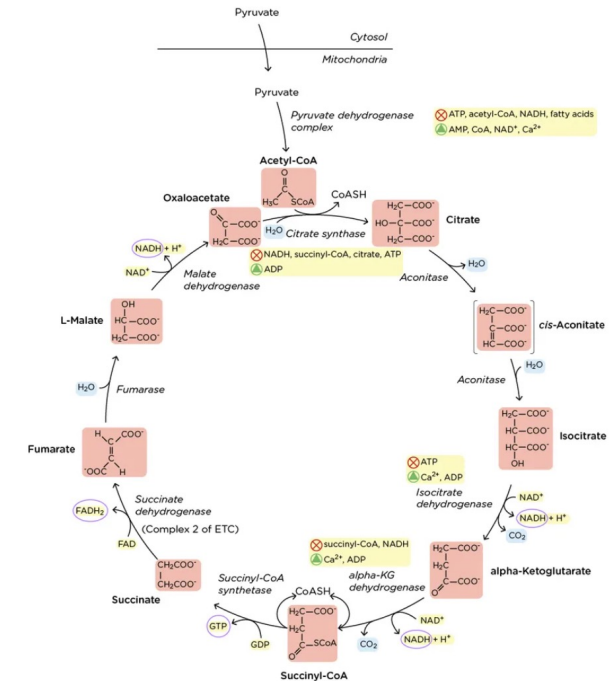 Pyruvate
Cytosol
Mitochondria
Pyruvate
Pyruvate dehydrogenase
complex
ATP, acetyl-CoA, NADH, fatty acids
AMP, CoA, NAD⁺, Ca²⁺
Acetyl-CoA
O
C
H₃C
SCoA
CoASH
Oxaloacetate
O
C—COO⁻
H₂C—COO⁻
H₂O
Citrate synthase
NADH, succinyl-CoA, citrate, ATP
ADP
H₂C—COO⁻
HO—C—COO⁻
H₂C—COO⁻
Citrate
H₂O
Aconitase
H₂C—COO⁻
C—COO⁻
HC—COO⁻
cis-Aconitate
H₂O
Aconitase
H₂C—COO⁻
HC—COO⁻
HC—COO⁻
OH
Isocitrate
ATP
Ca²⁺, ADP
Isocitrate
dehydrogenase
NAD⁺
NADH + H⁺
CO₂
H₂C—COO⁻
H₂C
C—COO⁻
O
alpha-Ketoglutarate
succinyl-CoA, NADH
Ca²⁺, ADP
alpha-KG
dehydrogenase
NAD⁺
NADH + H⁺
CO₂
CoASH
H₂C—COO⁻
H₂C
C—SCoA
O
Succinyl-CoA
Succinyl-CoA
synthetase
GTP
GDP
CH₂COO⁻
CH₂COO⁻
Succinate
Succinate
dehydrogenase
(Complex 2 of ETC)
FADH₂
FAD
H
COO⁻
C
C
⁻OOC
H
Fumarate
H₂O
Fumarase
OH
HC—COO⁻
H₂C—COO⁻
L-Malate
NADH + H⁺
NAD⁺
Malate
dehydrogenase